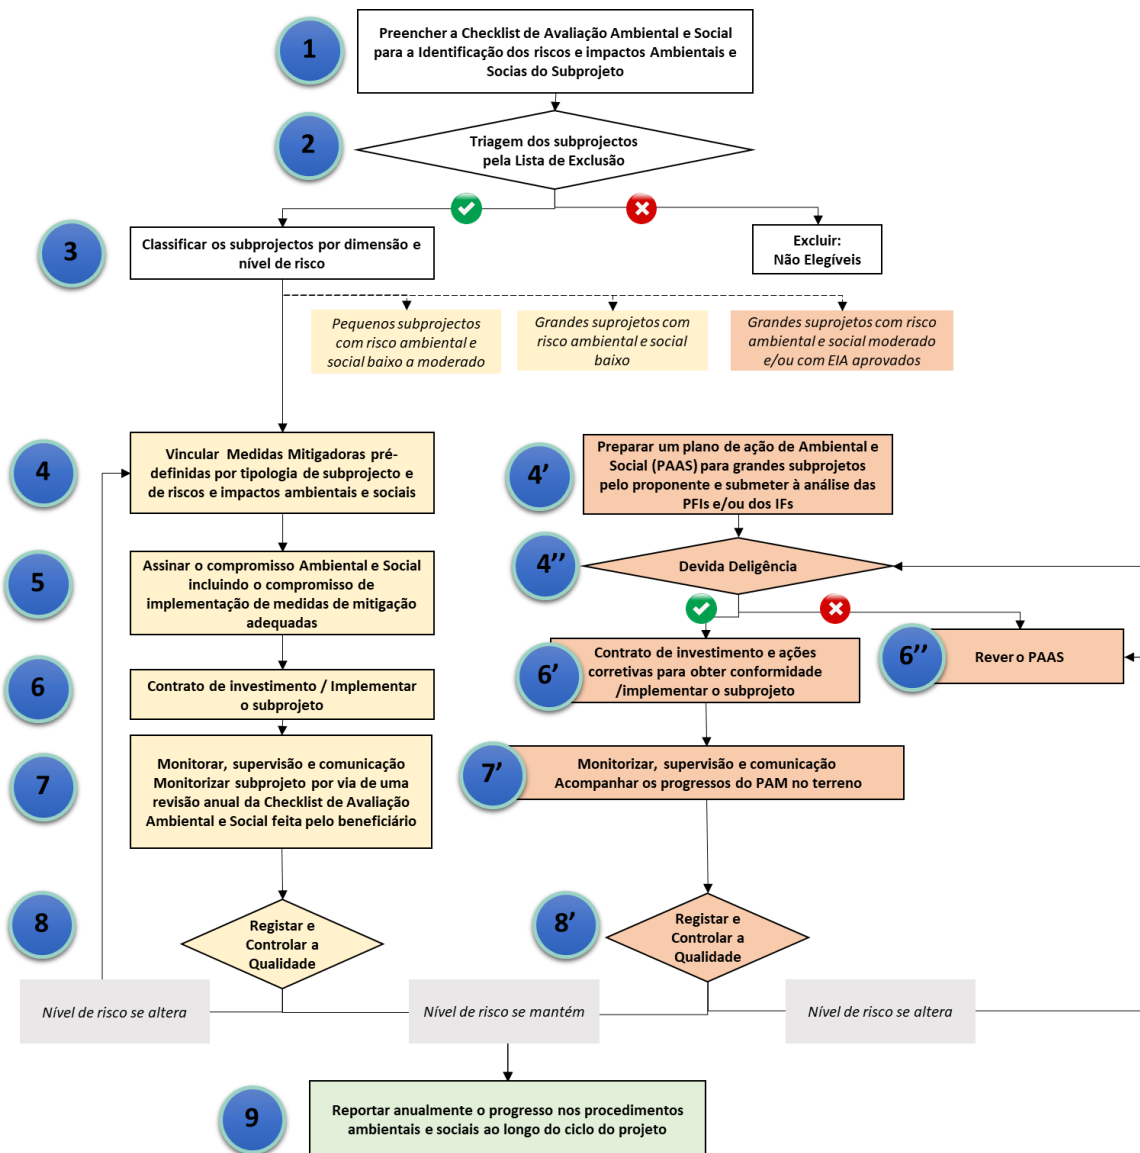 1
Preencher a Checklist de Avaliação Ambiental e Social
para a Identificação dos riscos e impactos Ambientais e
Socias do Subprojeto
2
Triagem dos subprojectos
pela Lista de Exclusão
3
Classificar os subprojectos por dimensão e
nível de risco
Excluir:
Não Elegíveis
Pequenos subprojectos
com risco ambiental e
social baixo a moderado
Grandes suprojetos com
risco ambiental e social
baixo
Grandes suprojetos com risco
ambiental e social moderado
e/ou com EIA aprovados
4
Vincular Medidas Mitigadoras pré-
definidas por tipologia de subprojecto e
de riscos e impactos ambientais e sociais
4’
Preparar um plano de ação de Ambiental e
Social (PAAS) para grandes subprojetos
pelo proponente e submeter à análise das
PFIs e/ou dos IFs
5
Assinar o compromisso Ambiental e Social
incluindo o compromisso de
implementação de medidas de mitigação
adequadas
4’’
Devida Deligência
6
Contrato de investimento / Implementar
o subprojeto
6’
Contrato de investimento e ações
corretivas para obter conformidade
/implementar o subprojeto
6’’
Rever o PAAS
7
Monitorar, supervisão e comunicação
Monitorizar subprojeto por via de uma
revisão anual da Checklist de Avaliação
Ambiental e Social feita pelo beneficiário
7’
Monitorizar, supervisão e comunicação
Acompanhar os progressos do PAM no terreno
8
Registar e
Controlar a
Qualidade
8’
Registar e
Controlar a
Qualidade
Nível de risco se altera
Nível de risco se mantém
Nível de risco se altera
9
Reportar anualmente o progresso nos procedimentos
ambientais e sociais ao longo do ciclo do projeto